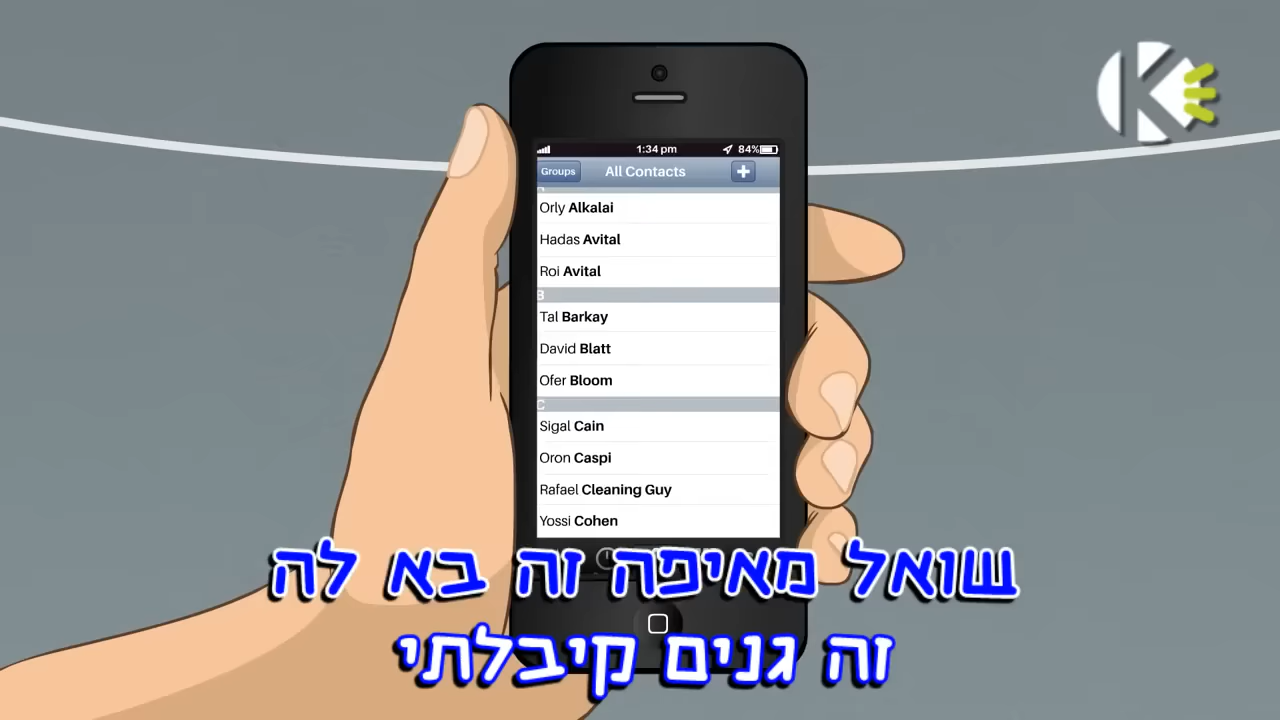 1:34 pm 84%
Groups All Contacts +
Orly Alkalai
Hadas Avital
Roi Avital
B
Tal Barkay
David Blatt
Ofer Bloom
C
Sigal Cain
Oron Caspi
Rafael Cleaning Guy
Yossi Cohen
שואל מאיפה זה בא לה
זה גנים קיבלתי
K